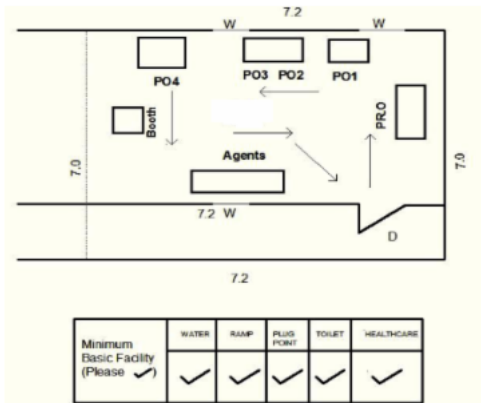 7.2
W W
PO4 PO3 PO2 PO1
Booth
PR.O
7.0
7.0
Agents
7.2 W
D
7.2
Minimum
Basic Facility
(Please ✓)
WATER
RAMP
PLUG
POINT
TOILET
HEALTHCARE
✓ ✓ ✓ ✓ ✓